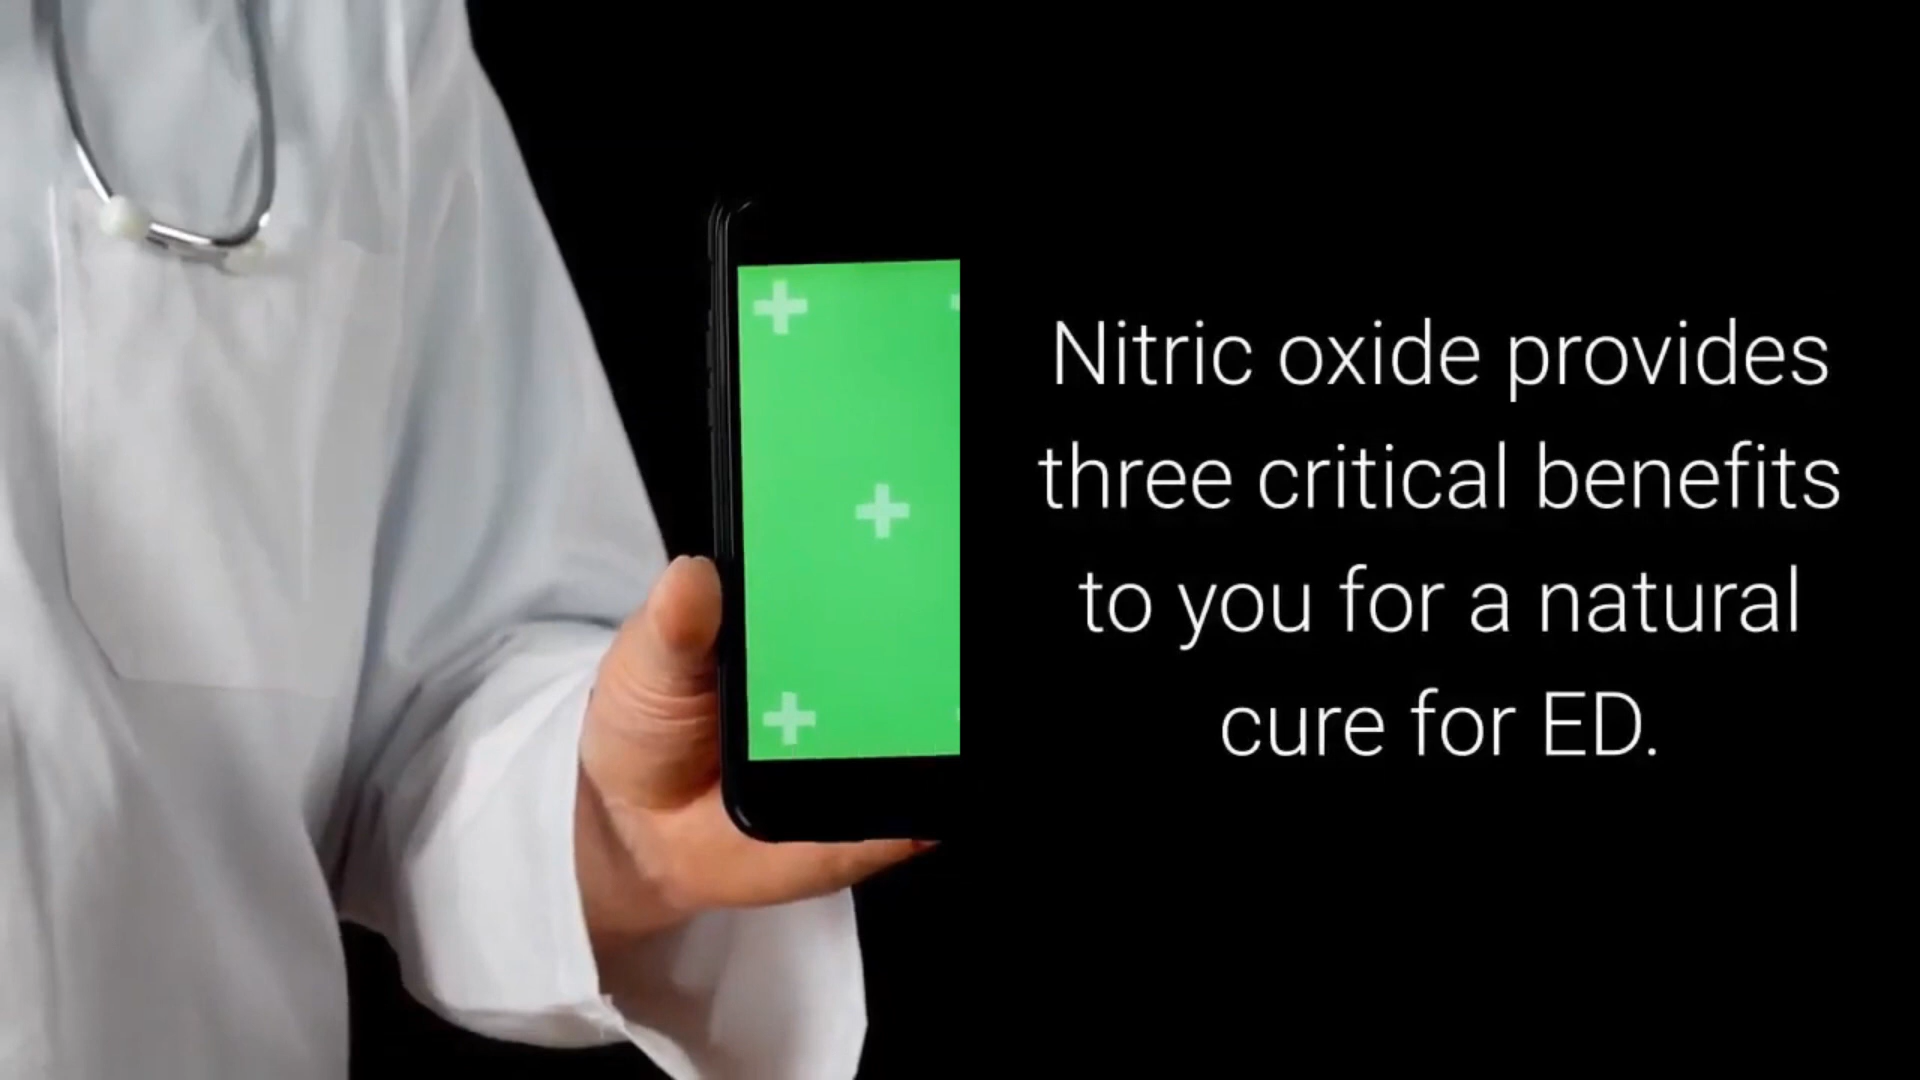 Nitric oxide provides
three critical benefits
to you for a natural
cure for ED.